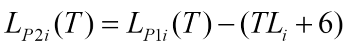 L_{P2i}(T) = L_{P1i}(T) − (TL_i + 6)